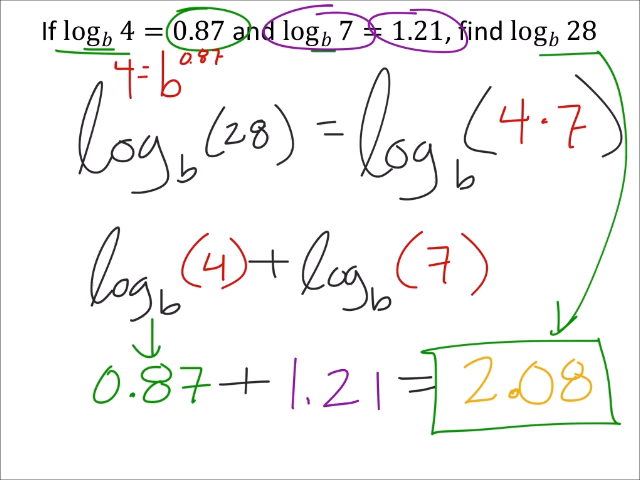 If log_b 4 = 0.87 and log_b 7 = 1.21, find log_b 28
4 = b^0.87
log_b (28) = log_b (4·7)
log_b (4) + log_b (7)
0.87 + 1.21 = 2.08